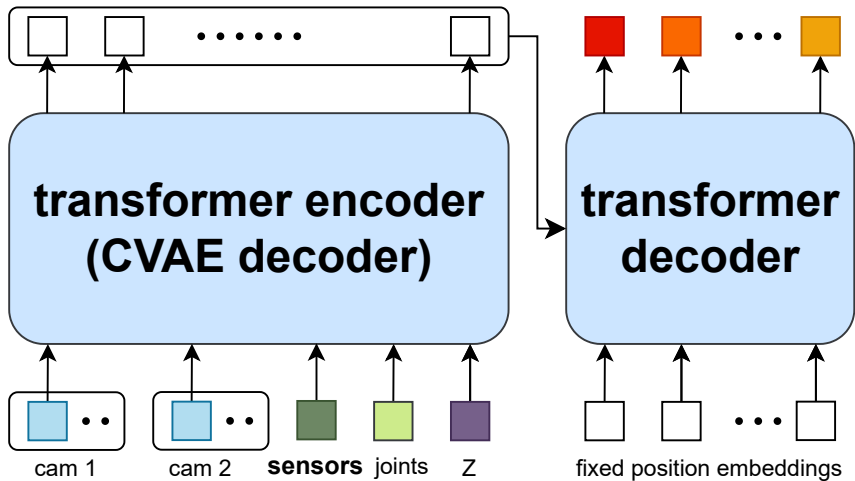 transformer encoder
(CVAE decoder)
transformer
decoder
cam 1
cam 2
sensors
joints
Z
fixed position embeddings